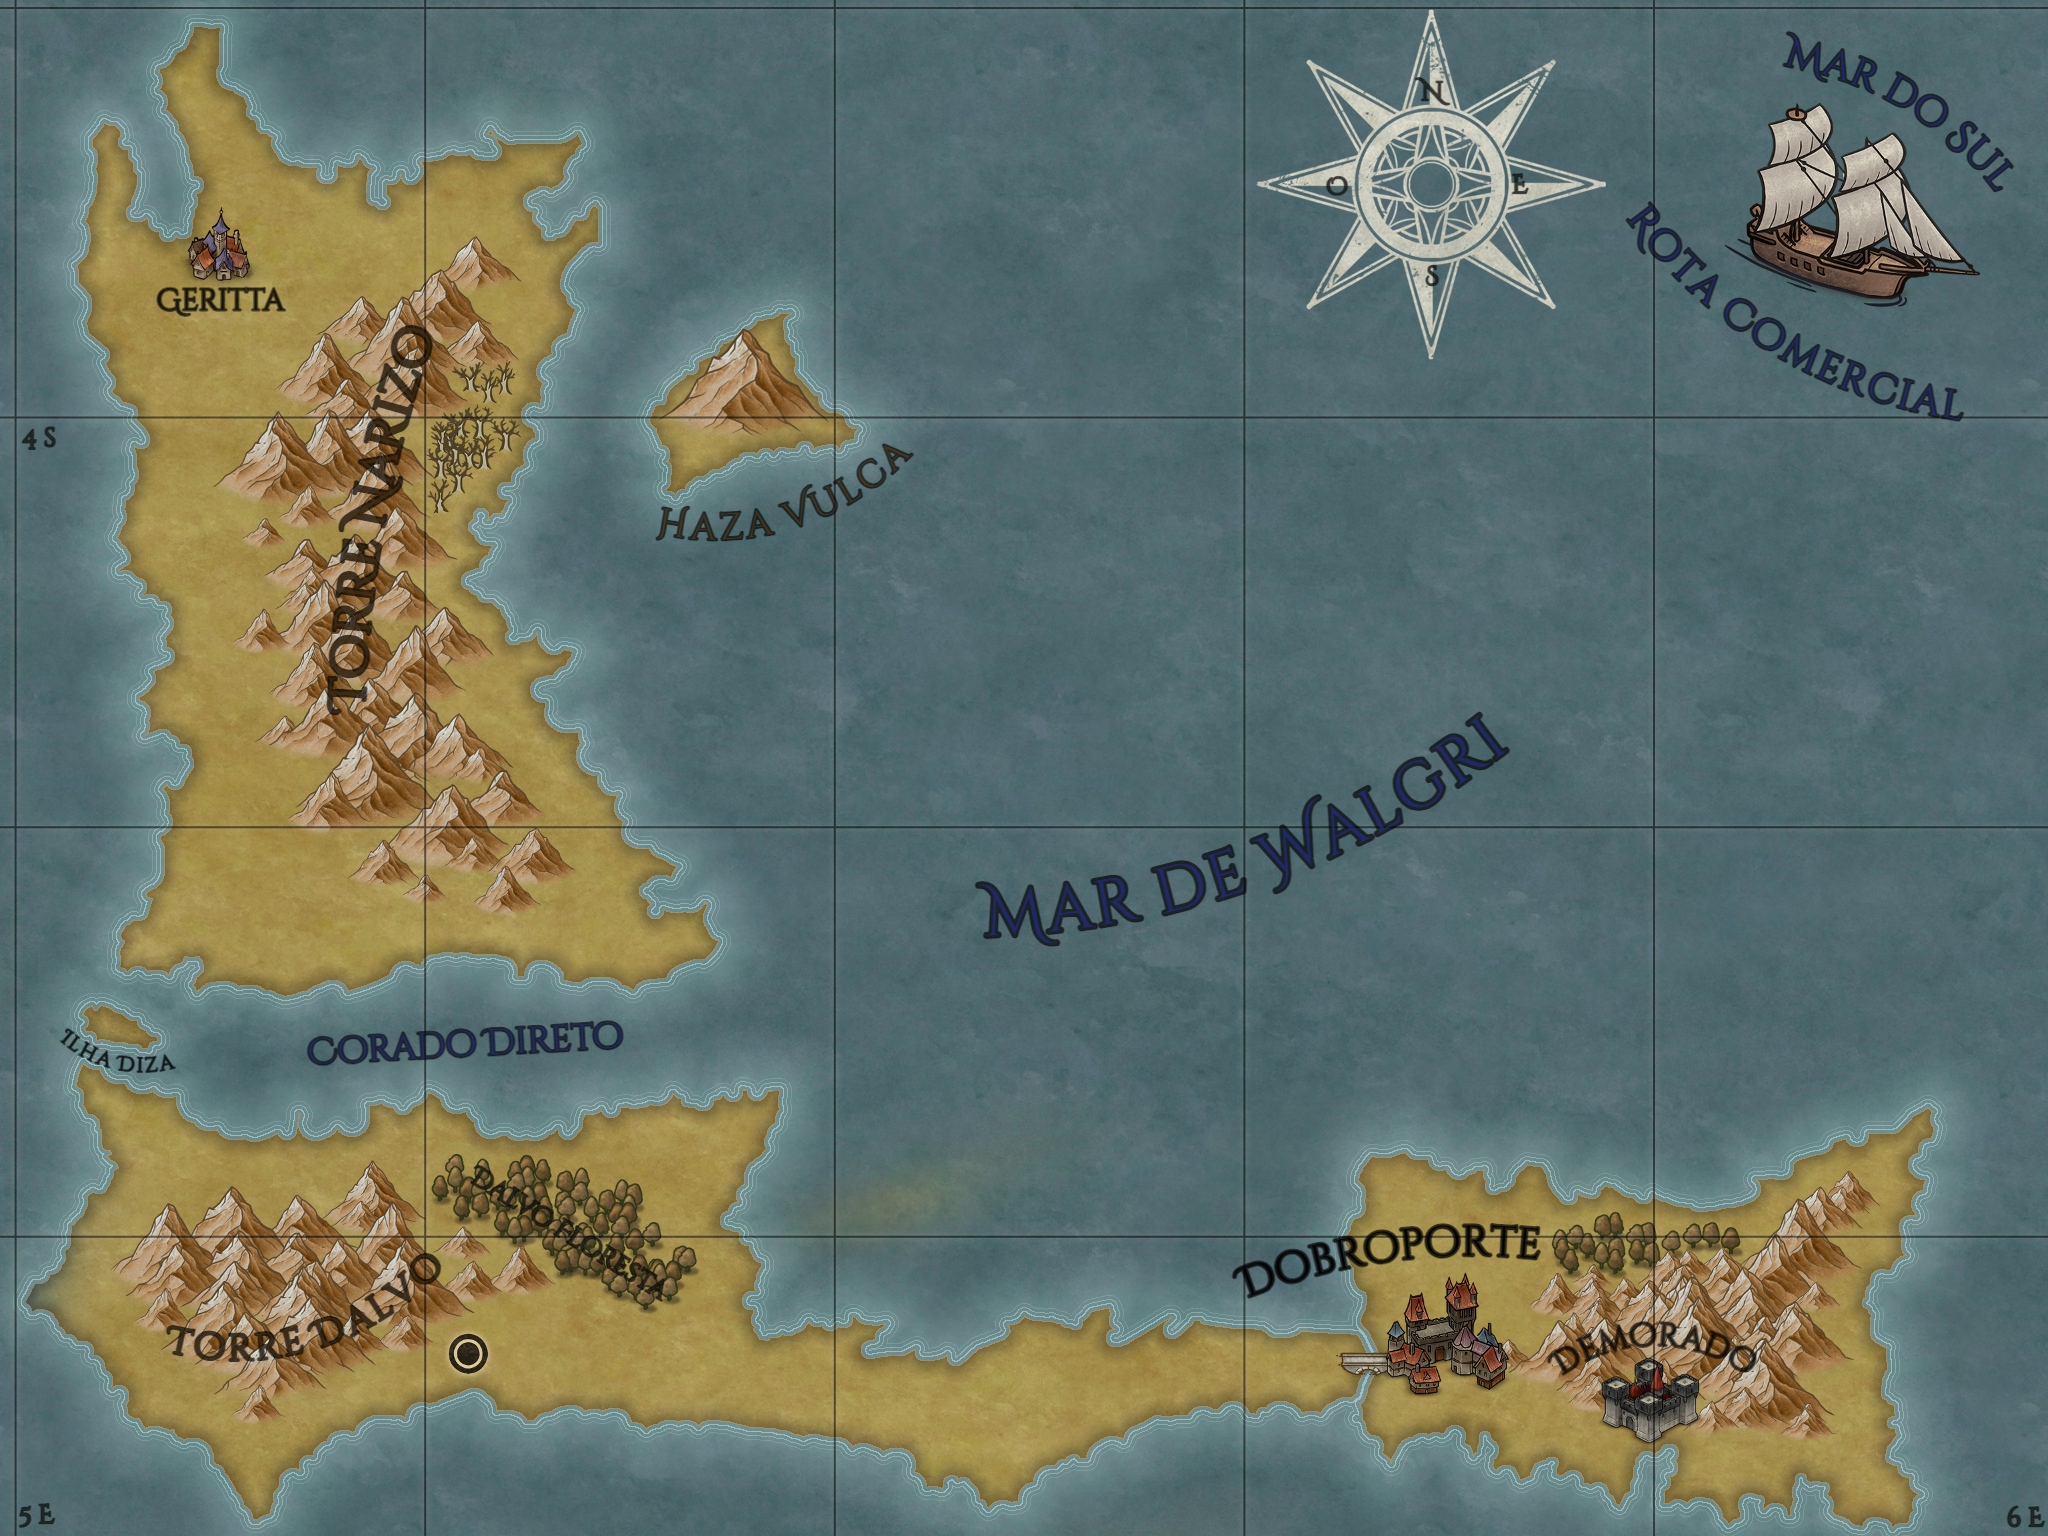 Mar do Sul
N
O
E
S
Rota Comercial
Geritta
Torre Narizo
4 S
Haza Vulca
Mar de Walgri
Corado Direto
Ilha Diza
Dalvo Floresta
Dobroporte
Torre Dalvo
Demorado
5 E
6 E